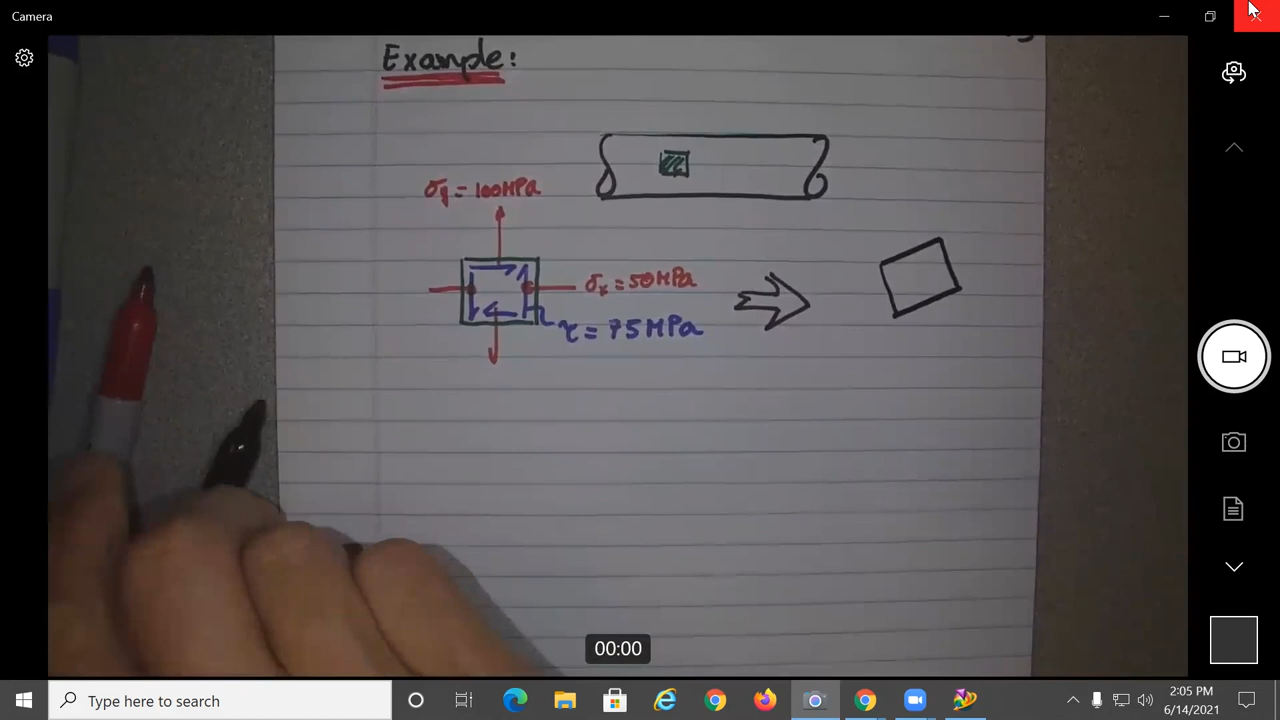 Camera
Example:
σy = 100MPa
σx = 50MPa
τ = 75MPa
00:00
Type here to search
2:05 PM
6/14/2021